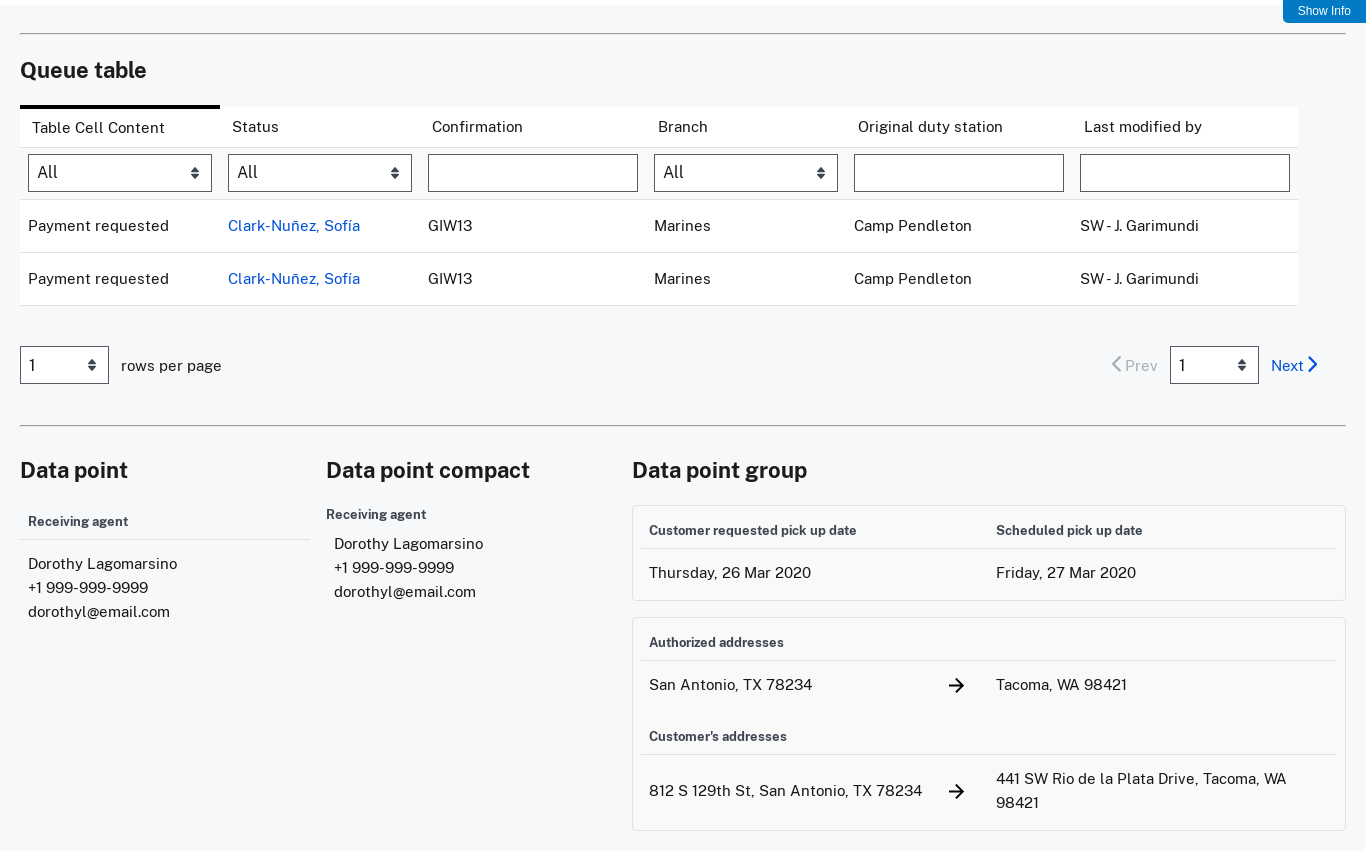 Show Info
Queue table
Table Cell Content Status Confirmation Branch Original duty station Last modified by
All All All
Payment requested Clark-Nuñez, Sofía GIW13 Marines Camp Pendleton SW - J. Garimundi
Payment requested Clark-Nuñez, Sofía GIW13 Marines Camp Pendleton SW - J. Garimundi
1 rows per page Prev 1 Next
Data point
Receiving agent
Dorothy Lagomarsino
+1 999-999-9999
dorothyl@email.com
Data point compact
Receiving agent
Dorothy Lagomarsino
+1 999-999-9999
dorothyl@email.com
Data point group
Customer requested pick up date Scheduled pick up date
Thursday, 26 Mar 2020 Friday, 27 Mar 2020
Authorized addresses
San Antonio, TX 78234 Tacoma, WA 98421
Customer's addresses
812 S 129th St, San Antonio, TX 78234
441 SW Rio de la Plata Drive, Tacoma, WA
98421